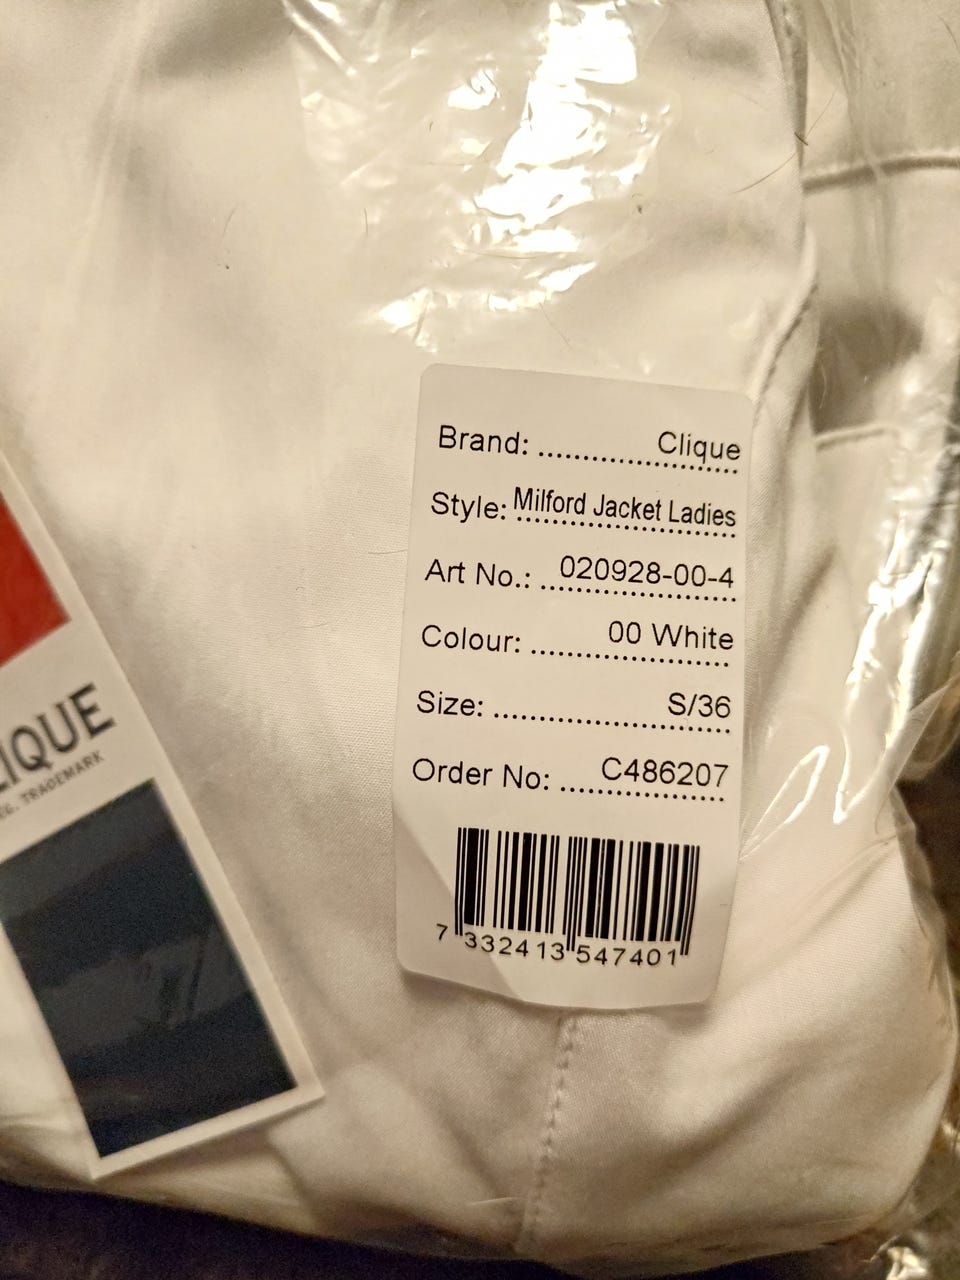 Brand: .................... Clique
Style: Milford Jacket Ladies
Art No.: .. 020928-00-4
Colour: .......... 00 White
Size: ..................... S/36
Order No: ..... C486207
7 332413 547401
LIQUE
EG. TRADEMARK